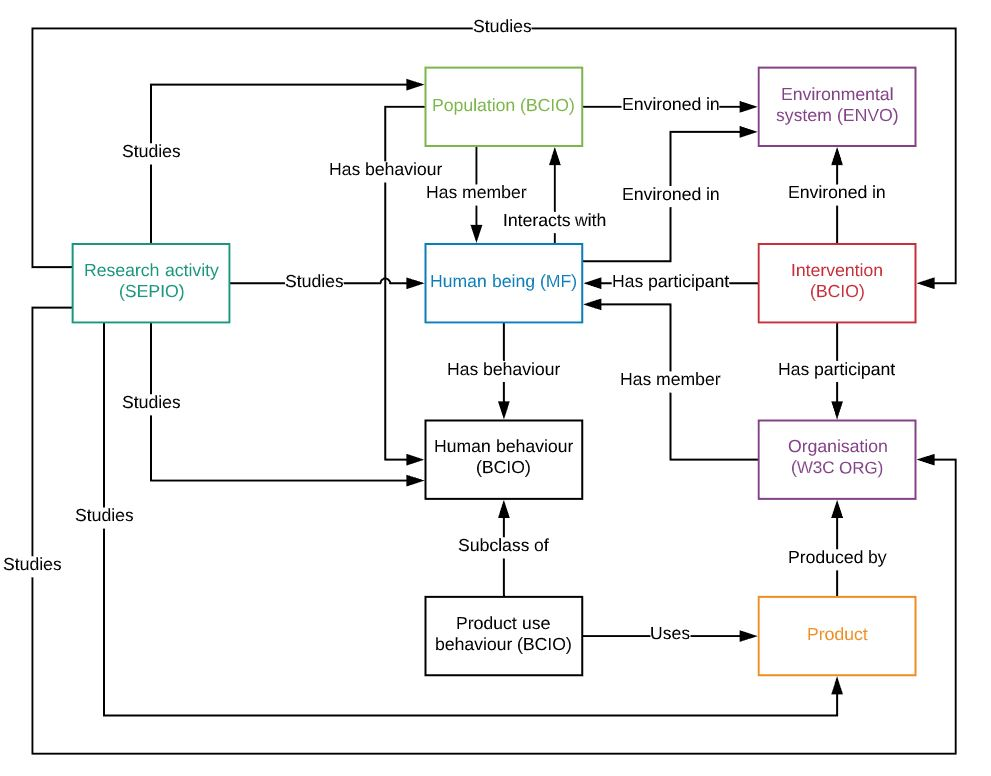 Studies
Population (BCIO)
Environed in
Environmental
system (ENVO)
Studies
Has behaviour
Has member
Interacts with
Environed in
Environed in
Research activity
(SEPIO)
Studies
Human being (MF)
Has participant
Intervention
(BCIO)
Has behaviour
Has member
Has participant
Studies
Human behaviour
(BCIO)
Organisation
(W3C ORG)
Studies
Subclass of
Produced by
Studies
Product use
behaviour (BCIO)
Uses
Product